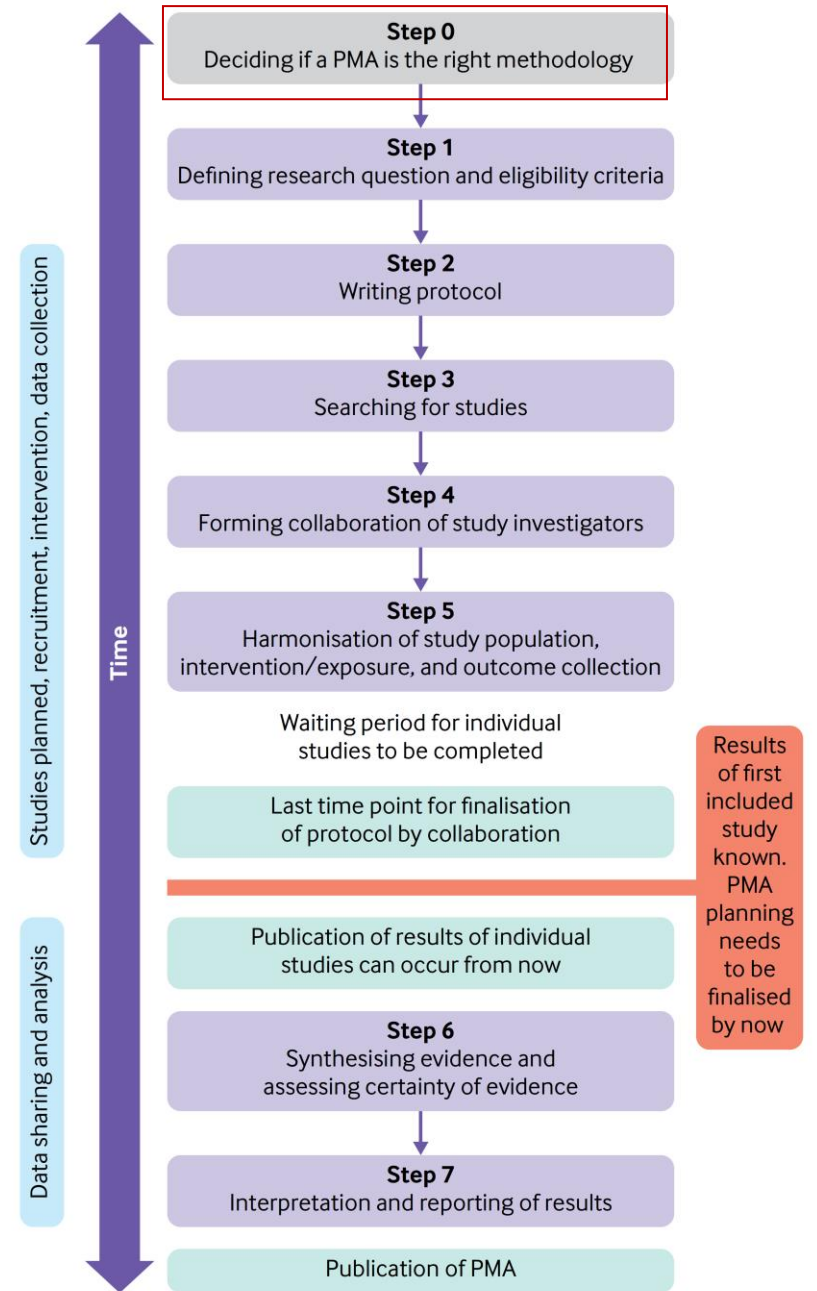 Step 0
Deciding if a PMA is the right methodology
Step 1
Defining research question and eligibility criteria
Step 2
Writing protocol
Step 3
Searching for studies
Step 4
Forming collaboration of study investigators
Step 5
Harmonisation of study population,
intervention/exposure, and outcome collection
Waiting period for individual
studies to be completed
Last time point for finalisation
of protocol by collaboration
Publication of results of individual
studies can occur from now
Step 6
Synthesising evidence and
assessing certainty of evidence
Step 7
Interpretation and reporting of results
Publication of PMA
Studies planned, recruitment, intervention, data collection
Data sharing and analysis
Time
Results
of first
included
study
known.
PMA
planning
needs
to be
finalised
by now